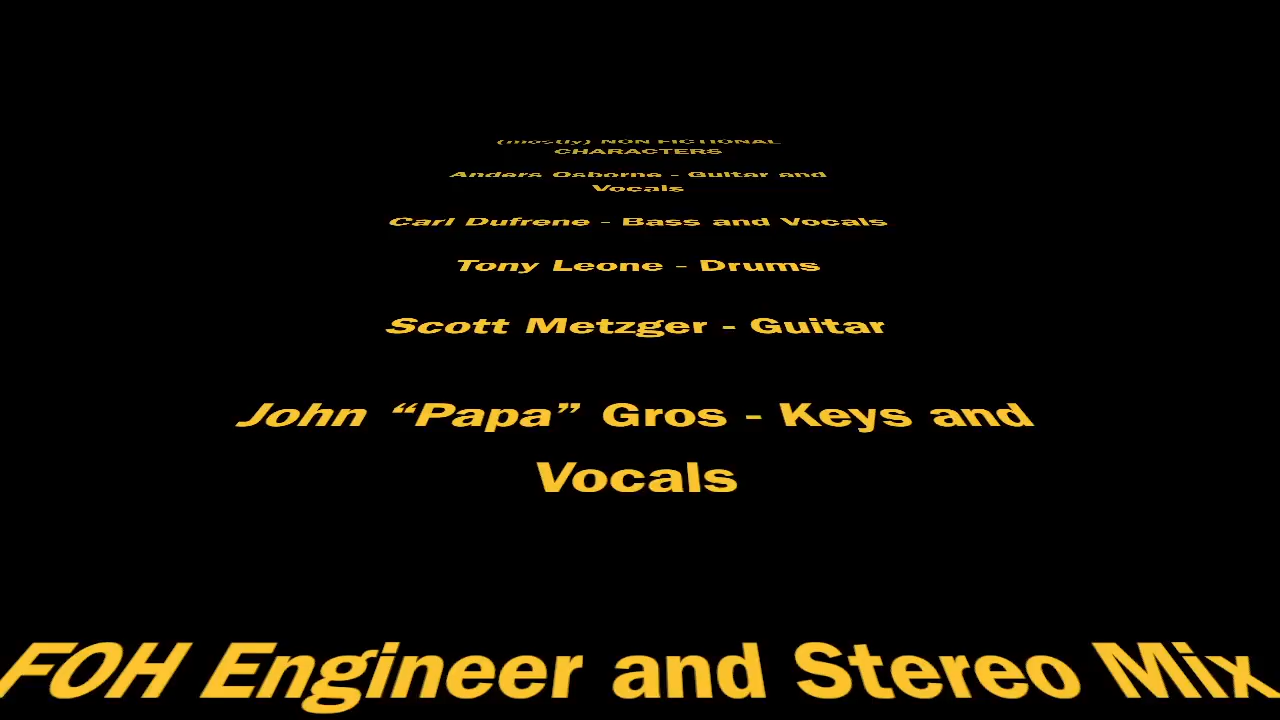 (mostly) NON FICTIONAL
CHARACTERS
Anders Osborne - Guitar and
Vocals
Carl Dufrene - Bass and Vocals
Tony Leone - Drums
Scott Metzger - Guitar
John “Papa” Gros - Keys and
Vocals
FOH Engineer and Stereo Mix